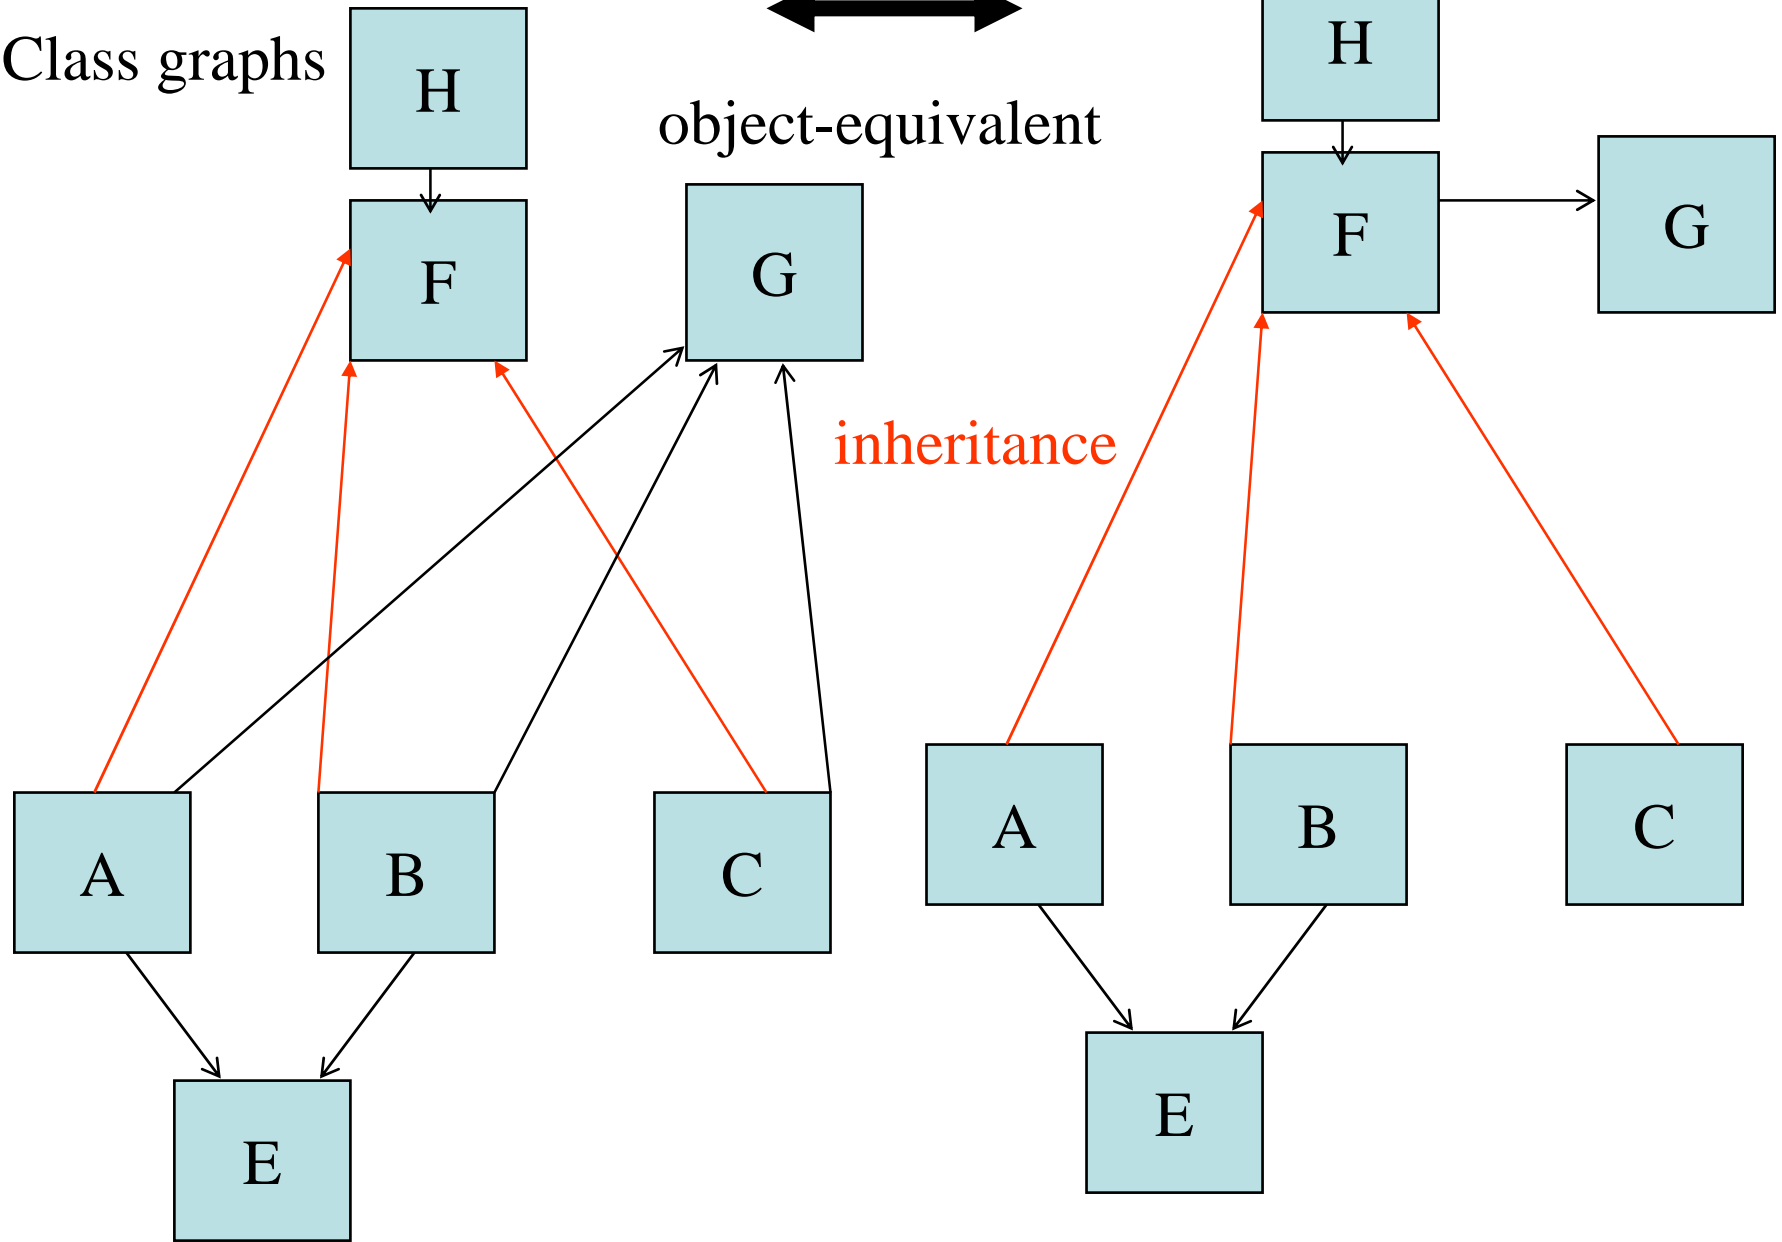 Class graphs
H
object-equivalent
H
F
G
F
G
inheritance
A
B
C
A
B
C
E
E